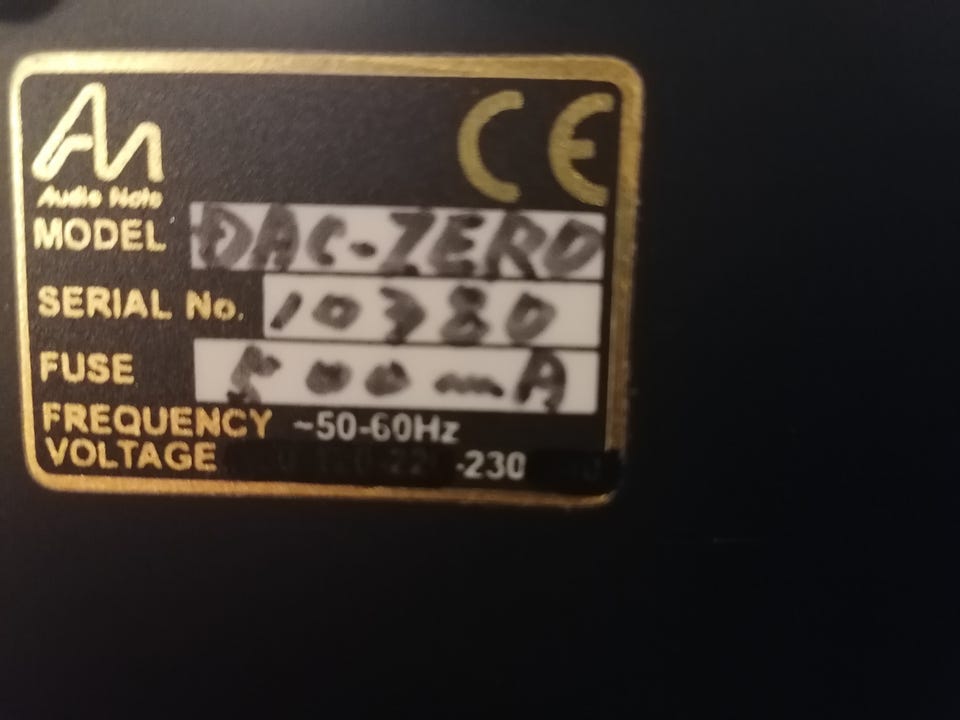 CE
Audio Note
MODEL DAC-ZERO
SERIAL No. 10380
FUSE 500mA
FREQUENCY ~50-60Hz
VOLTAGE -230